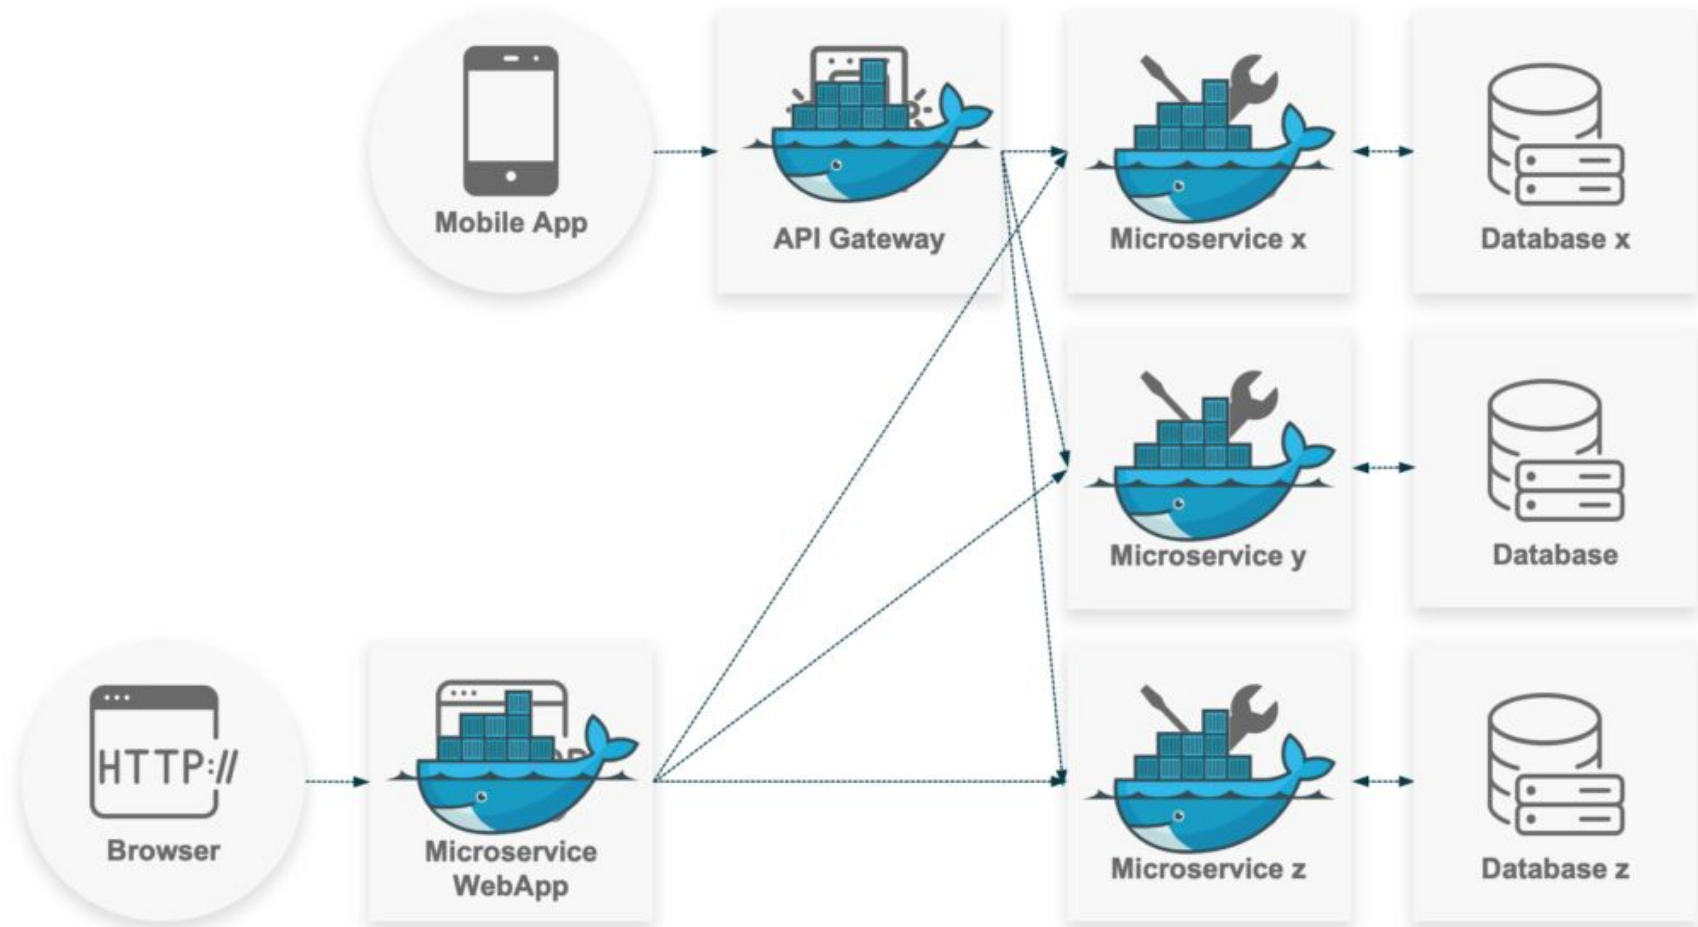 Mobile App
API Gateway
Microservice x
Database x
Microservice y
Database
HTTP://
Browser
Microservice
WebApp
Microservice z
Database z